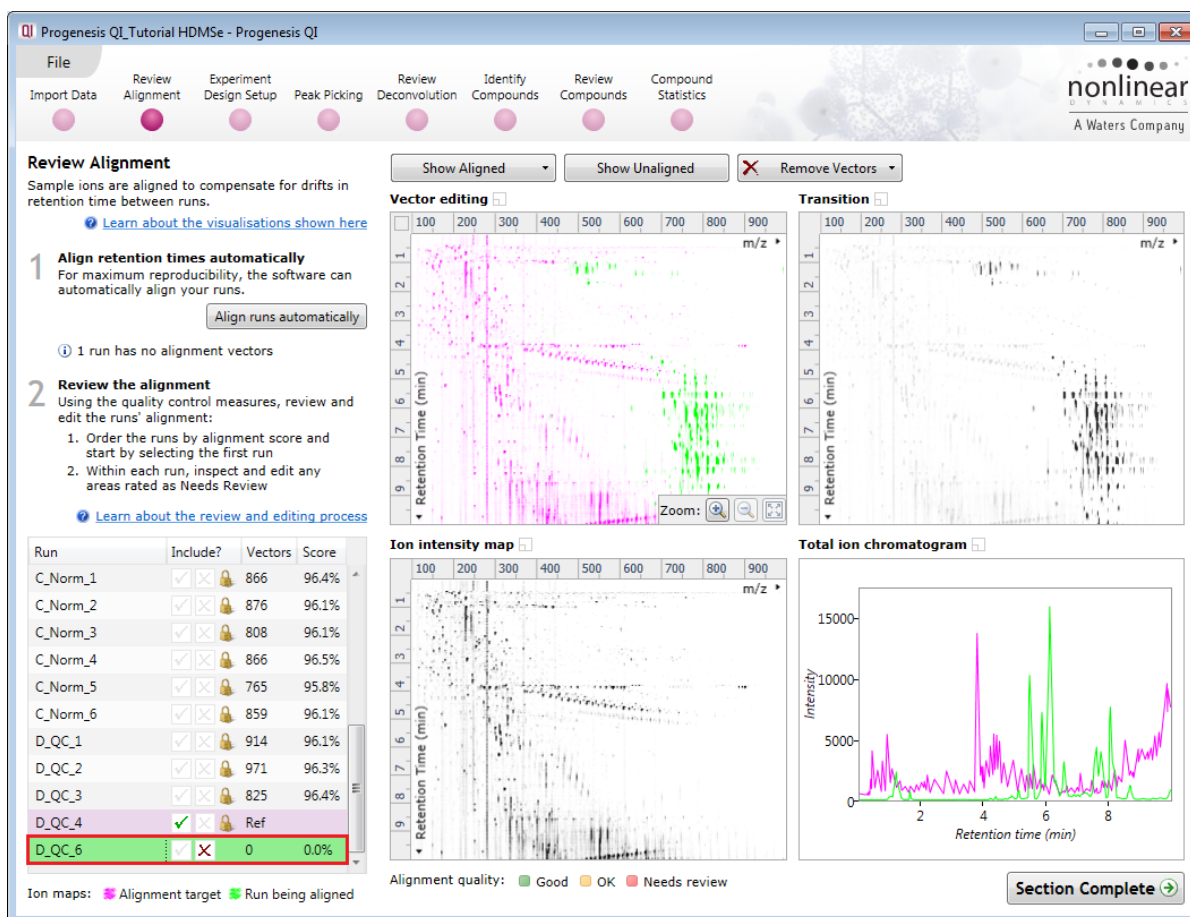 QI Progenesis QI_Tutorial HDMSe - Progenesis QI
File
Import Data
Review Alignment
Experiment Design Setup
Peak Picking
Review Deconvolution
Identify Compounds
Review Compounds
Compound Statistics
nonlinear
DYNAMICS
A Waters Company
Review Alignment
Sample ions are aligned to compensate for drifts in
retention time between runs.
Learn about the visualisations shown here
1 Align retention times automatically
For maximum reproducibility, the software can
automatically align your runs.
Align runs automatically
1 run has no alignment vectors
2 Review the alignment
Using the quality control measures, review and
edit the runs' alignment:
1. Order the runs by alignment score and
start by selecting the first run
2. Within each run, inspect and edit any
areas rated as Needs Review
Learn about the review and editing process
Run Include? Vectors Score
C_Norm_1 866 96.4%
C_Norm_2 876 96.1%
C_Norm_3 808 96.1%
C_Norm_4 866 96.5%
C_Norm_5 765 95.8%
C_Norm_6 859 96.1%
D_QC_1 914 96.1%
D_QC_2 971 96.3%
D_QC_3 825 96.4%
D_QC_4 Ref
D_QC_6 0 0.0%
Ion maps: Alignment target Run being aligned
Show Aligned
Show Unaligned
Remove Vectors
Vector editing
100 200 300 400 500 600 700 800 900
m/z
1 2 3 4 5 6 7 8 9
Retention Time (min)
Zoom:
Transition
100 200 300 400 500 600 700 800 900
m/z
1 2 3 4 5 6 7 8 9
Retention Time (min)
Ion intensity map
100 200 300 400 500 600 700 800 900
m/z
1 2 3 4 5 6 7 8 9
Retention Time (min)
Total ion chromatogram
15000
10000
5000
0
Intensity
2 4 6 8
Retention time (min)
Alignment quality: Good OK Needs review
Section Complete